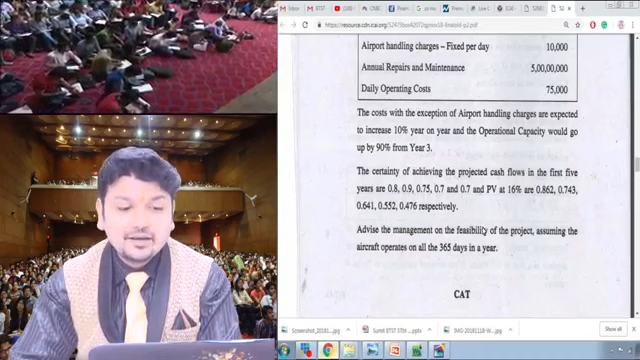 https://resource.cdn.icai.org/52475bos42072
Airport handling charges – Fixed per day 10,000
Annual Repairs and Maintenance 5,00,00,000
Daily Operating Costs 75,000
The costs with the exception of Airport handling charges are expected
to increase 10% year on year and the Operational Capacity would go
up by 90% from Year 3.
The certainty of achieving the projected cash flows in the first five
years are 0.8, 0.9, 0.75, 0.7 and 0.7 and PV at 16% are 0.862, 0.743,
0.641, 0.552, 0.476 respectively.
Advise the management on the feasibility of the project, assuming the
aircraft operates on all the 365 days in a year.
CAT
Show all